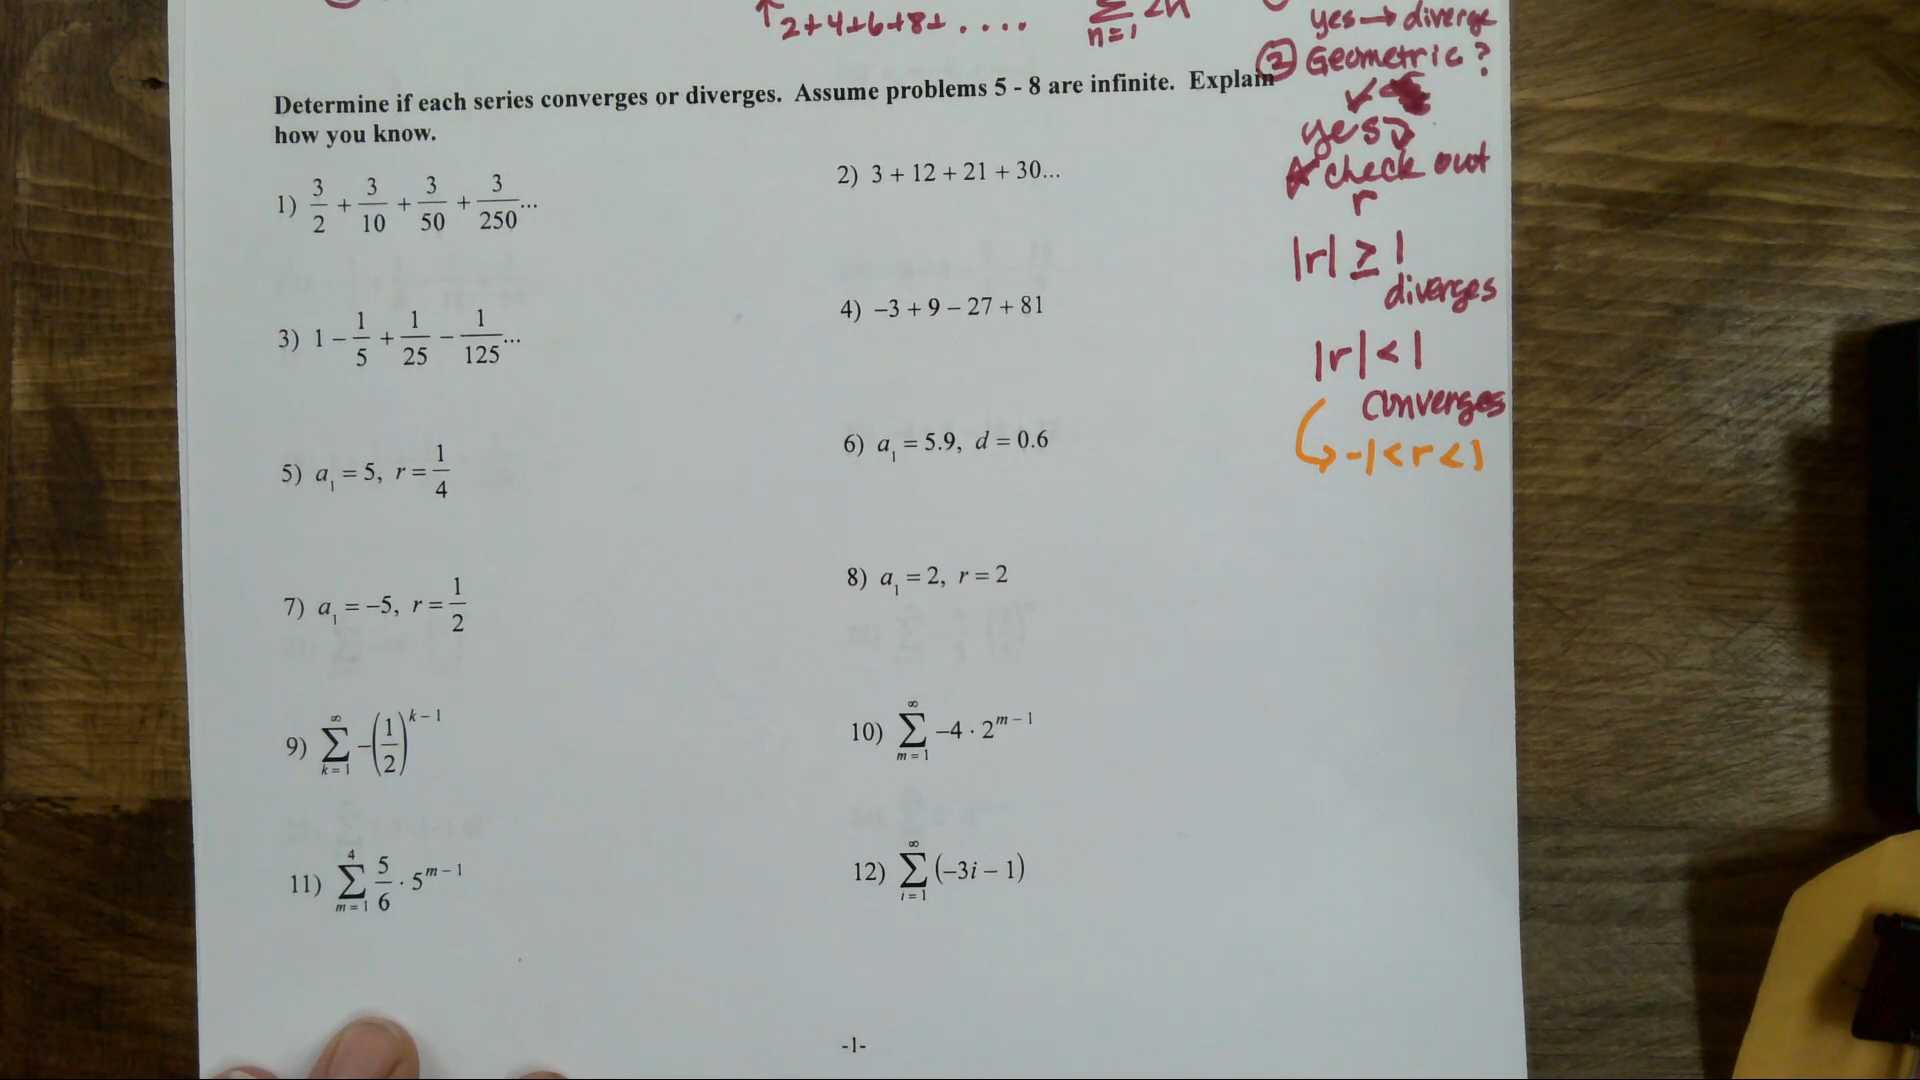 2+4+6+8+ . . . .
∑ 2n
n=1
yes → diverge
② Geometric?
Determine if each series converges or diverges. Assume problems 5 - 8 are infinite. Explain
how you know.
yes
check out
r
|r| ≥ 1
diverges
|r| < 1
converges
-1 < r < 1
1) 3/2 + 3/10 + 3/50 + 3/250...
2) 3 + 12 + 21 + 30...
3) 1 − 1/5 + 1/25 − 1/125...
4) −3 + 9 − 27 + 81
5) a₁ = 5, r = 1/4
6) a₁ = 5.9, d = 0.6
7) a₁ = −5, r = 1/2
8) a₁ = 2, r = 2
9) ∞ ∑ k = 1 −(1/2)^(k − 1)
10) ∞ ∑ m = 1 −4 · 2^(m − 1)
11) 4 ∑ m = 1 5/6 · 5^(m − 1)
12) ∞ ∑ i = 1 (−3i − 1)
-1-